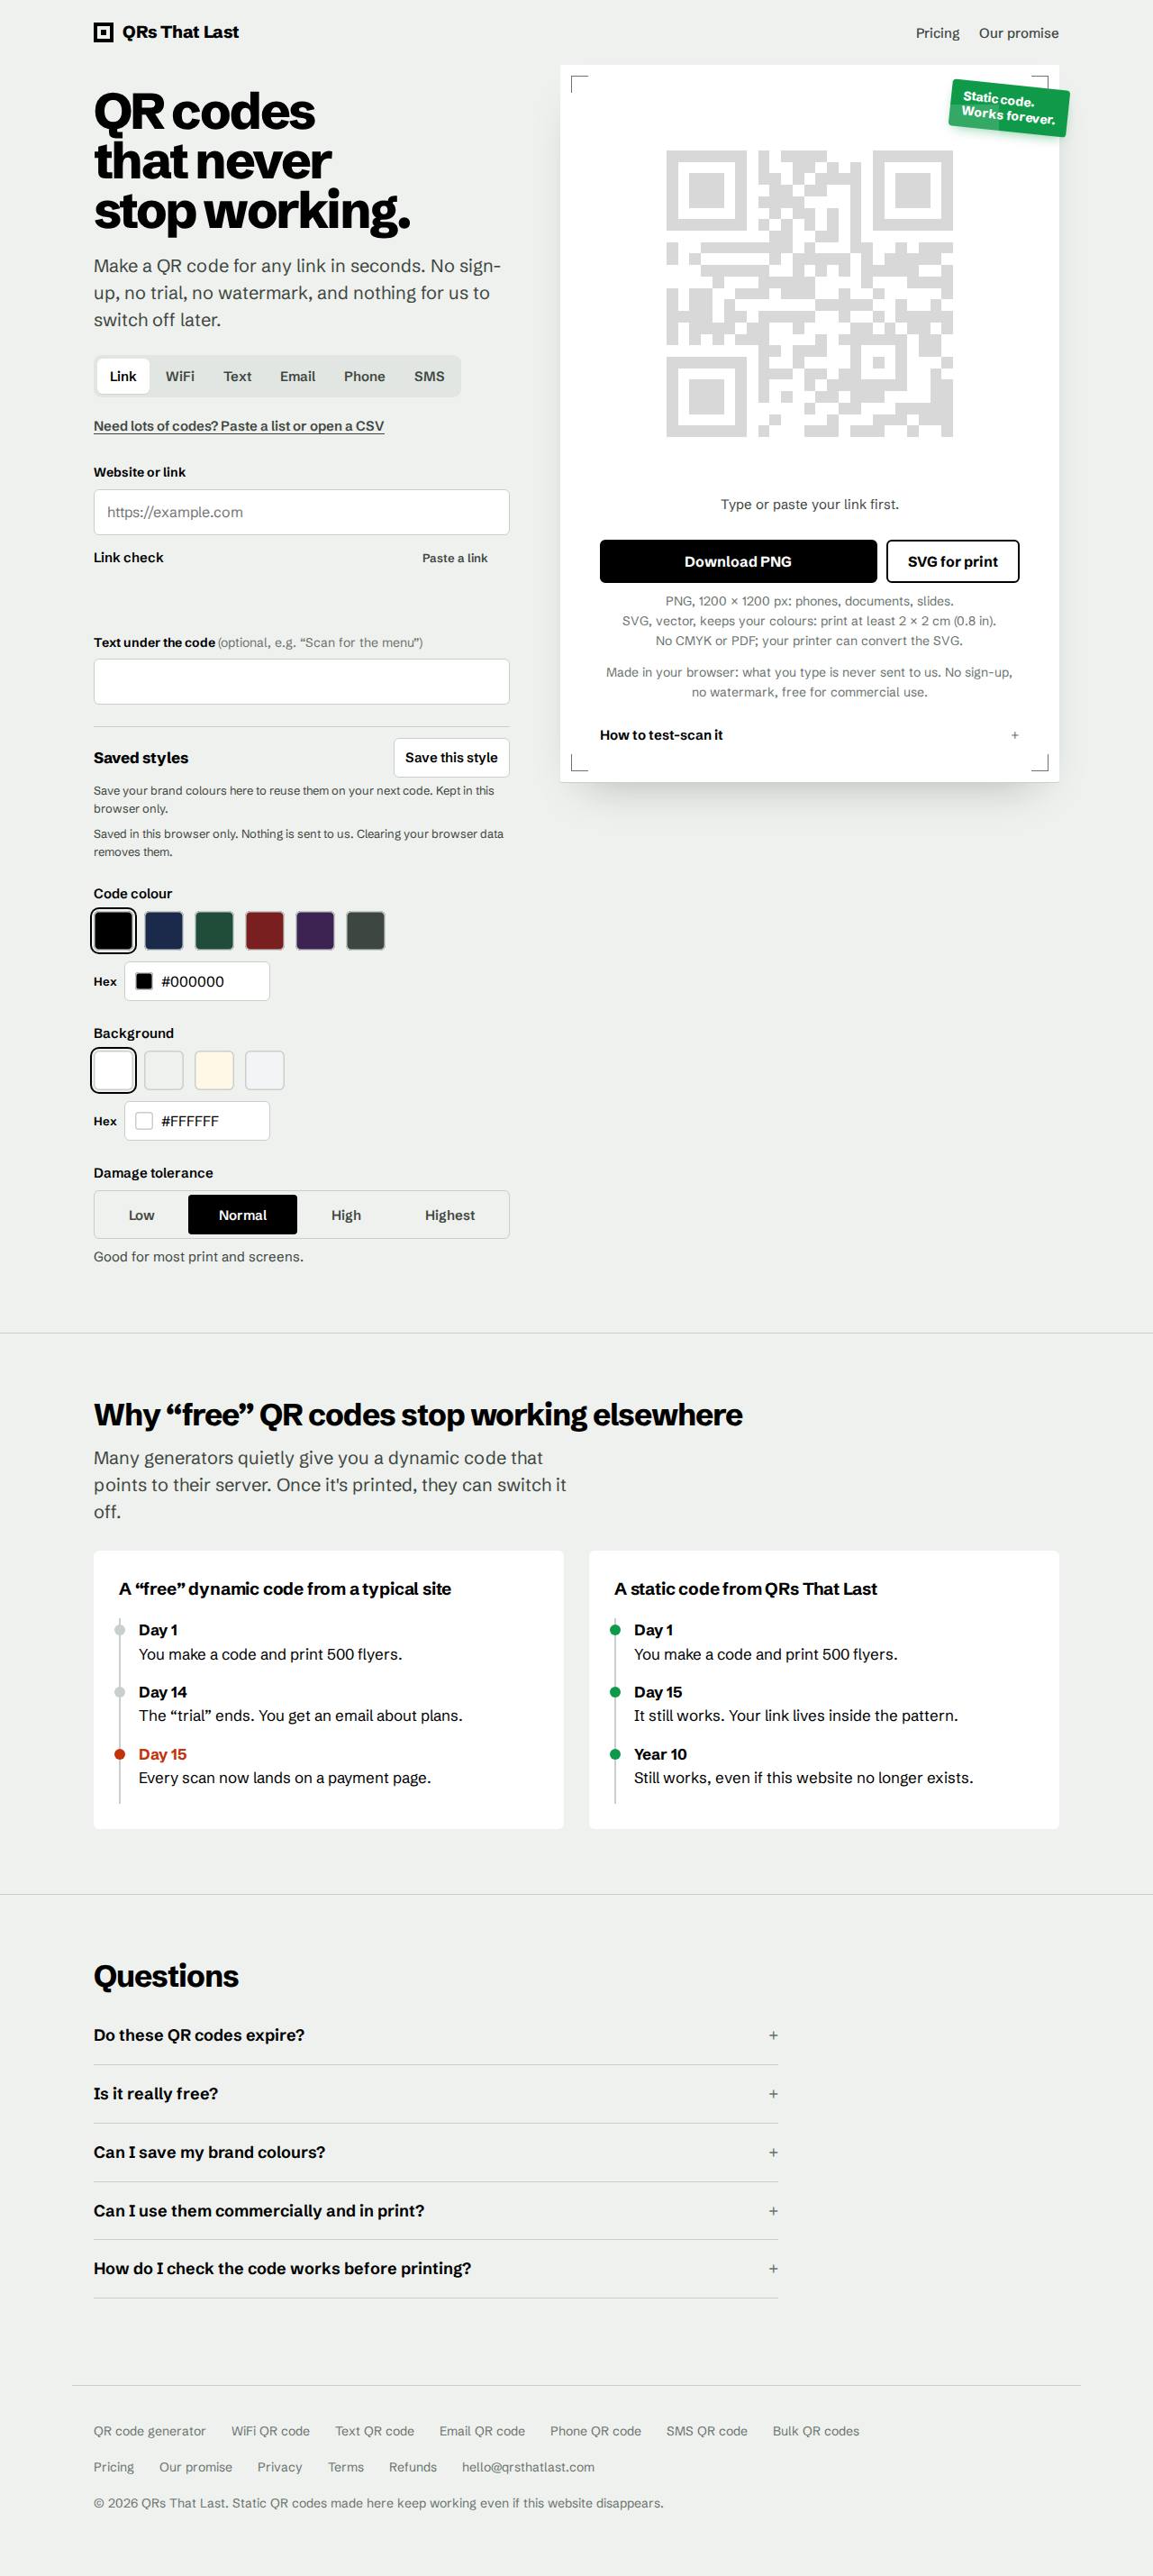 QRs That Last
Pricing
Our promise
QR codes
that never
stop working.
Make a QR code for any link in seconds. No sign-
up, no trial, no watermark, and nothing for us to
switch off later.
Link
WiFi
Text
Email
Phone
SMS
Need lots of codes? Paste a list or open a CSV
Website or link
https://example.com
Link check
Paste a link
Text under the code (optional, e.g. “Scan for the menu”)
Saved styles
Save this style
Save your brand colours here to reuse them on your next code. Kept in this
browser only.
Saved in this browser only. Nothing is sent to us. Clearing your browser data
removes them.
Code colour
Hex
#000000
Background
Hex
#FFFFFF
Damage tolerance
Low
Normal
High
Highest
Good for most print and screens.
Static code.
Works forever.
Type or paste your link first.
Download PNG
SVG for print
PNG, 1200 × 1200 px: phones, documents, slides.
SVG, vector, keeps your colours: print at least 2 × 2 cm (0.8 in).
No CMYK or PDF; your printer can convert the SVG.
Made in your browser: what you type is never sent to us. No sign-up,
no watermark, free for commercial use.
How to test-scan it
+
Why “free” QR codes stop working elsewhere
Many generators quietly give you a dynamic code that
points to their server. Once it's printed, they can switch it
off.
A “free” dynamic code from a typical site
Day 1
You make a code and print 500 flyers.
Day 14
The “trial” ends. You get an email about plans.
Day 15
Every scan now lands on a payment page.
A static code from QRs That Last
Day 1
You make a code and print 500 flyers.
Day 15
It still works. Your link lives inside the pattern.
Year 10
Still works, even if this website no longer exists.
Questions
Do these QR codes expire?
+
Is it really free?
+
Can I save my brand colours?
+
Can I use them commercially and in print?
+
How do I check the code works before printing?
+
QR code generator
WiFi QR code
Text QR code
Email QR code
Phone QR code
SMS QR code
Bulk QR codes
Pricing
Our promise
Privacy
Terms
Refunds
hello@qrsthatlast.com
© 2026 QRs That Last. Static QR codes made here keep working even if this website disappears.